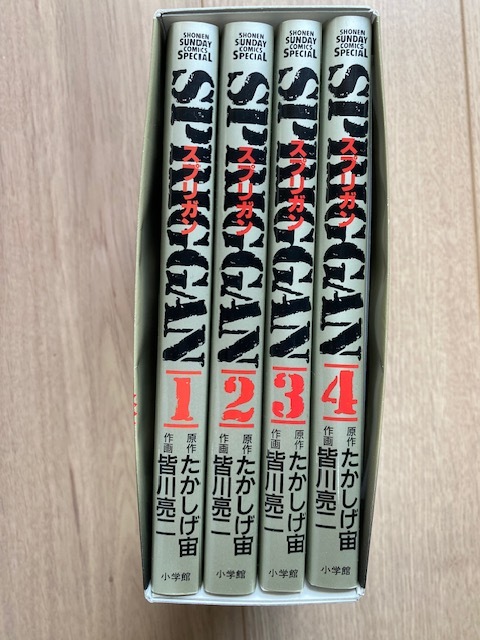 SHONEN
SUNDAY
COMICS
SPECIAL
SPRIGGAN
スプリガン
1
原作 たかしげ宙
作画 皆川亮二
小学館
SHONEN
SUNDAY
COMICS
SPECIAL
SPRIGGAN
スプリガン
2
原作 たかしげ宙
作画 皆川亮二
小学館
SHONEN
SUNDAY
COMICS
SPECIAL
SPRIGGAN
スプリガン
3
原作 たかしげ宙
作画 皆川亮二
小学館
SHONEN
SUNDAY
COMICS
SPECIAL
SPRIGGAN
スプリガン
4
原作 たかしげ宙
作画 皆川亮二
小学館